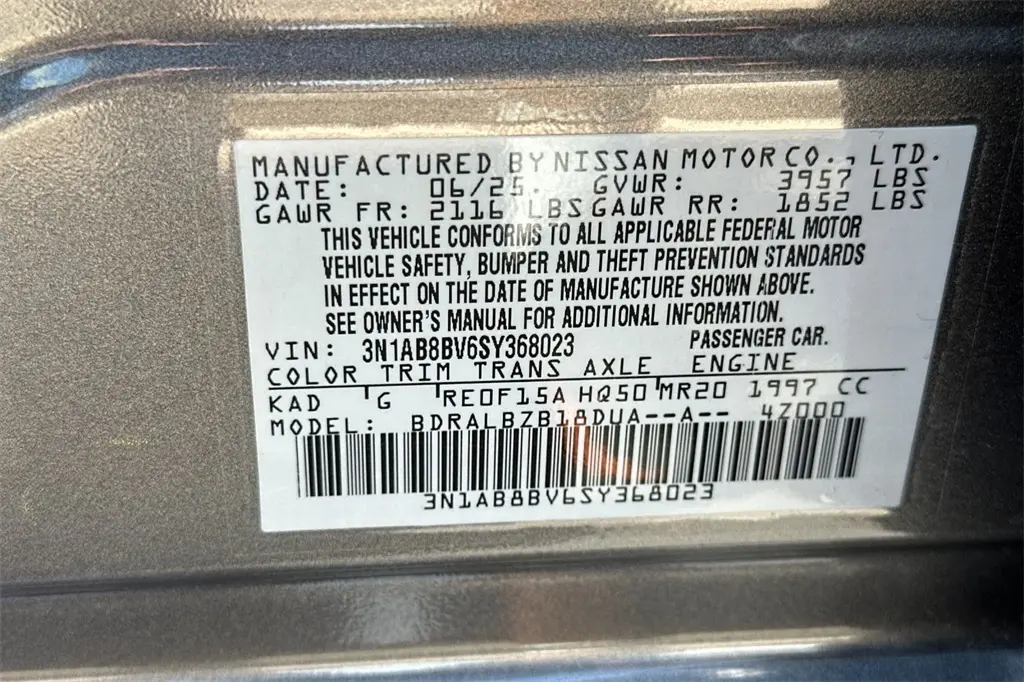 MANUFACTURED BY NISSAN MOTOR CO., LTD.
DATE: 06/25. GVWR: 3957 LBS
GAWR FR: 2116 LBS GAWR RR: 1852 LBS
THIS VEHICLE CONFORMS TO ALL APPLICABLE FEDERAL MOTOR
VEHICLE SAFETY, BUMPER AND THEFT PREVENTION STANDARDS
IN EFFECT ON THE DATE OF MANUFACTURE SHOWN ABOVE.
SEE OWNER'S MANUAL FOR ADDITIONAL INFORMATION.
VIN: 3N1AB8BV6SY368023 PASSENGER CAR.
COLOR TRIM TRANS AXLE ENGINE
KAD G RE0F15A HQ50 MR20 1997 CC
MODEL: BDRALBZB18DUA--A-- 4Z000
3N1AB8BV6SY368023